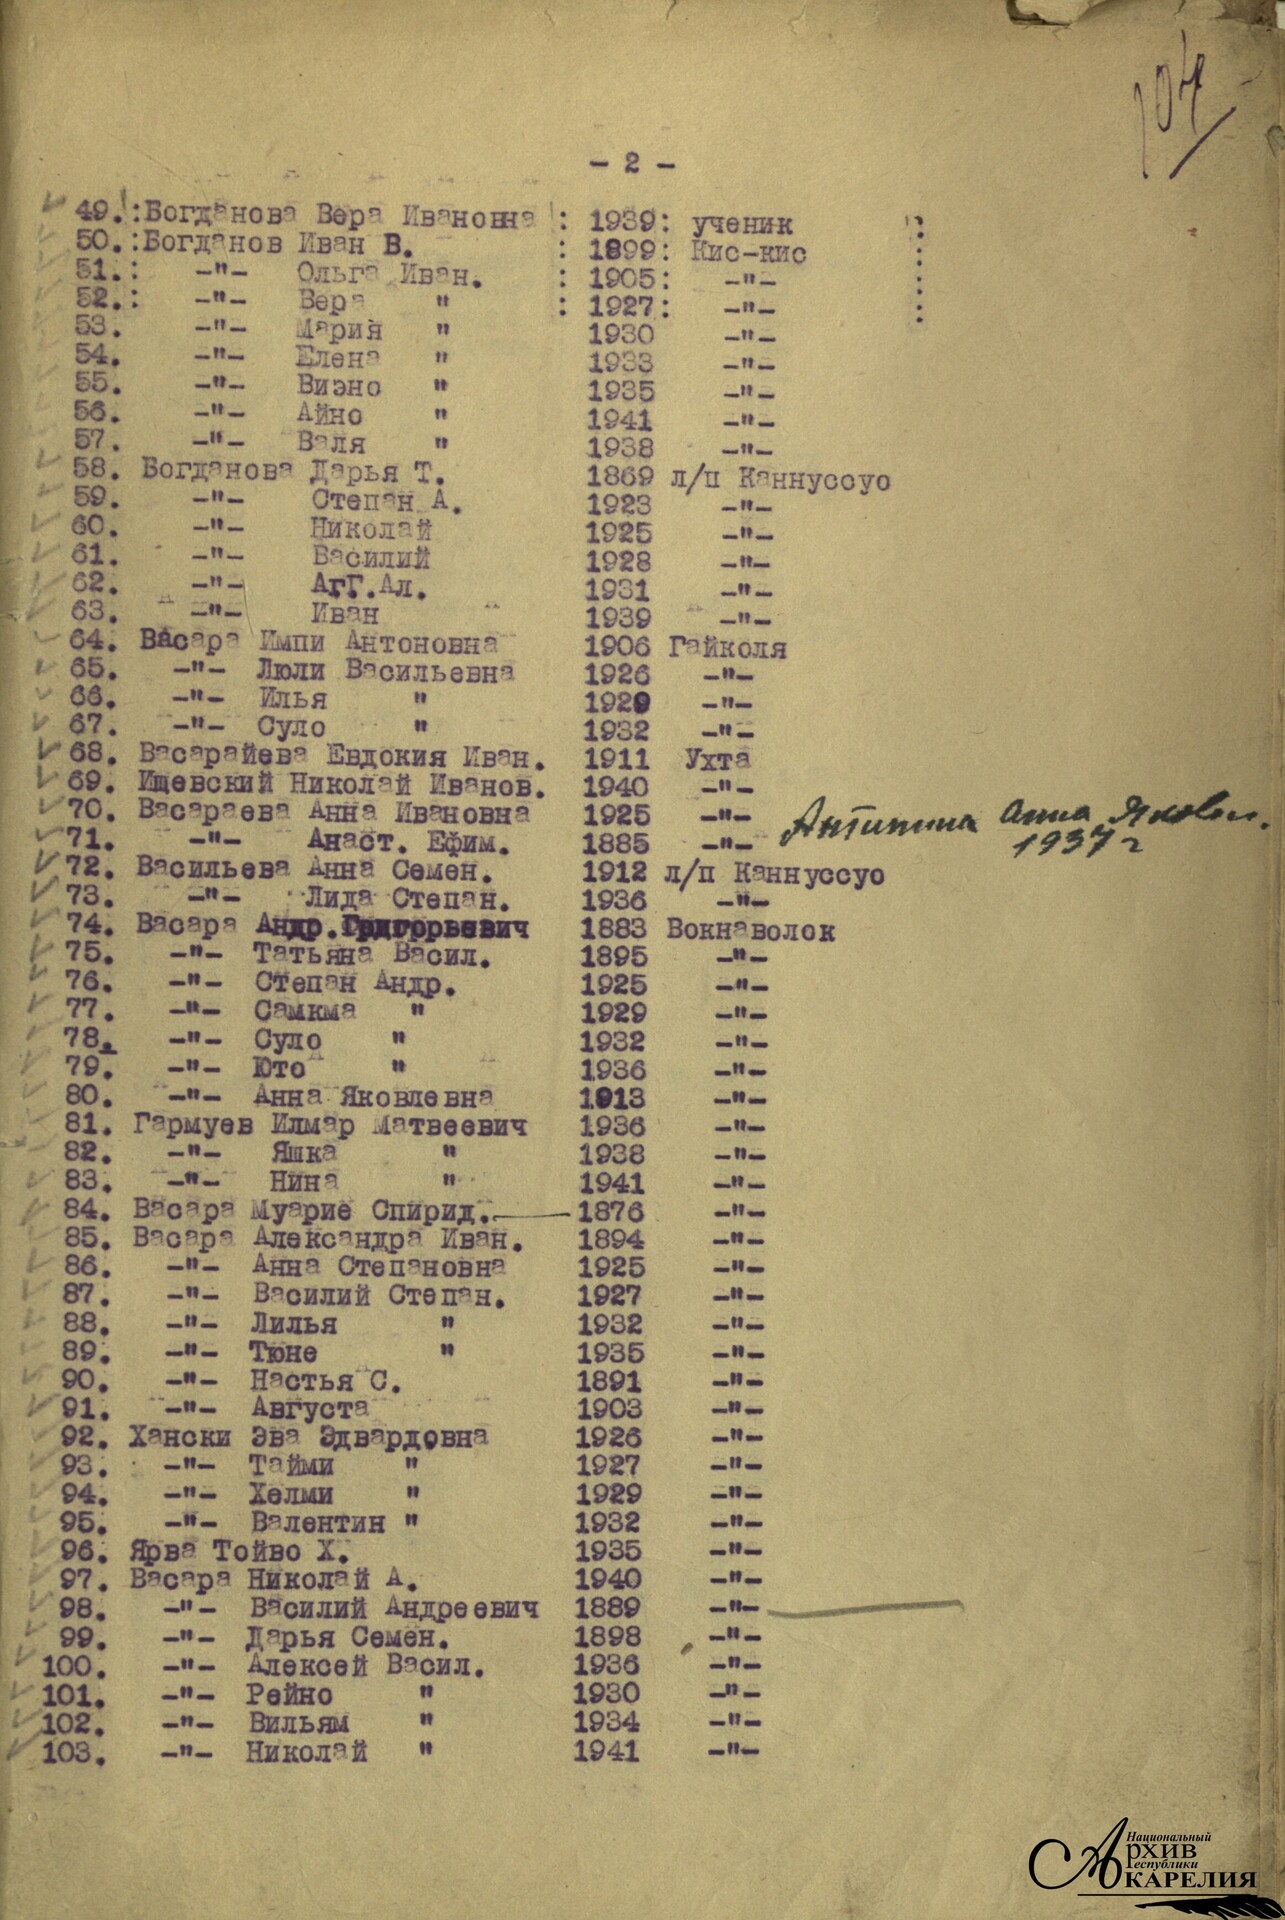 104
- 2 -
49.:Богданова Вера Ивановна : 1939: ученик :
50.:Богданов Иван В. : 1899: Кис-кис :
51.: -"- Ольга Иван. : 1905: -"- :
52.: -"- Вера " : 1927: -"- :
53. -"- Мария " 1930 -"-
54. -"- Елена " 1933 -"-
55. -"- Виэно " 1935 -"-
56. -"- Айно " 1941 -"-
57. -"- Валя " 1938 -"-
58. Богданова Дарья Т. 1869 л/п Каннуссуо
59. -"- Степан А. 1923 -"-
60. -"- Николай 1925 -"-
61. -"- Василий 1928 -"-
62. -"- АгГ.Ал. 1931 -"-
63. -"- Иван 1939 -"-
64. Васара Импи Антоновна 1906 Гайколя
65. -"- Люли Васильевна 1926 -"-
66. -"- Илья " 1929 -"-
67. -"- Суло " 1932 -"-
68. Васарайева Евдокия Иван. 1911 Ухта
69. Ищевский Николай Иванов. 1940 -"-
70. Васараева Анна Ивановна 1925 -"- Антипина Анна Яковл.
71. -"- Анаст. Ефим. 1885 -"- 1937 г
72. Васильева Анна Семен. 1912 л/п Каннуссуо
73. -"- Лида Степан. 1936 -"-
74. Васара Андр.Григорьевич 1883 Вокнаволок
75. -"- Татьяна Васил. 1895 -"-
76. -"- Степан Андр. 1925 -"-
77. -"- Самкма " 1929 -"-
78. -"- Суло " 1932 -"-
79. -"- Юто " 1936 -"-
80. -"- Анна Яковлевна 1913 -"-
81. Гармуев Илмар Матвеевич 1936 -"-
82. -"- Яшка " 1938 -"-
83. -"- Нина " 1941 -"-
84. Васара Муарие Спирид. 1876 -"-
85. Васара Александра Иван. 1894 -"-
86. -"- Анна Степановна 1925 -"-
87. -"- Василий Степан. 1927 -"-
88. -"- Лилья " 1932 -"-
89. -"- Тюне " 1935 -"-
90. -"- Настья С. 1891 -"-
91. -"- Августа 1903 -"-
92. Хански Эва Эдвардовна 1926 -"-
93. -"- Тайми " 1927 -"-
94. -"- Хелми " 1929 -"-
95. -"- Валентин " 1932 -"-
96. Ярва Тойво Х. 1935 -"-
97. Васара Николай А. 1940 -"-
98. -"- Василий Андреевич 1889 -"-
99. -"- Дарья Семен. 1898 -"-
100. -"- Алексей Васил. 1936 -"-
101. -"- Рейно " 1930 -"-
102. -"- Вильям " 1934 -"-
103. -"- Николай " 1941 -"-
Национальный
Архив
Республики
КАРЕЛИЯ